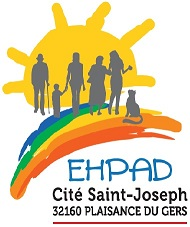 EHPAD
Cité Saint-Joseph
32160 PLAISANCE DU GERS